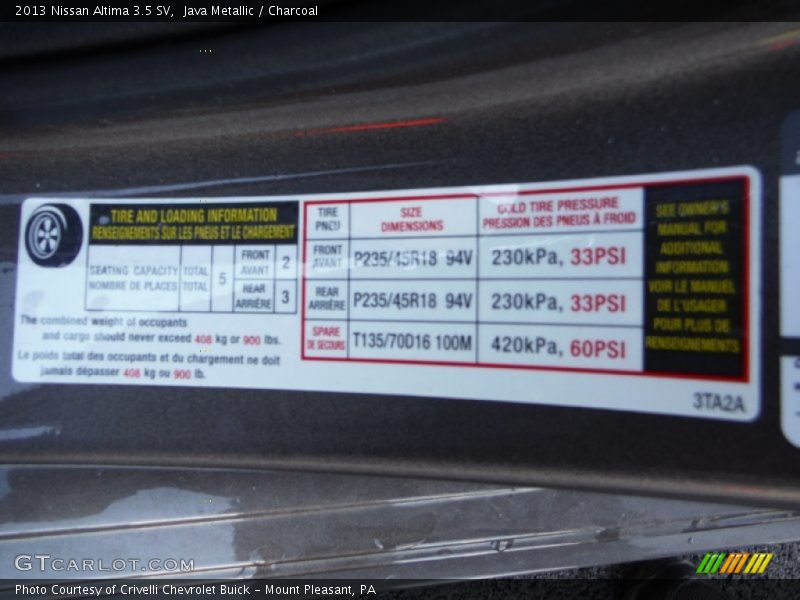 2013 Nissan Altima 3.5 SV,  Java Metallic / Charcoal
TIRE AND LOADING INFORMATION
RENSEIGNEMENTS SUR LES PNEUS ET LE CHARGEMENT
SEATING CAPACITY
NOMBRE DE PLACES
TOTAL
TOTAL
5
FRONT
AVANT
2
REAR
ARRIÈRE
3
The combined weight of occupants
and cargo should never exceed 408 kg or 900 lbs.
Le poids total des occupants et du chargement ne doit
jamais dépasser 408 kg ou 900 lb.
TIRE
PNEU
SIZE
DIMENSIONS
COLD TIRE PRESSURE
PRESSION DES PNEUS À FROID
FRONT
AVANT
P235/45R18 94V
230kPa, 33PSI
REAR
ARRIÈRE
P235/45R18 94V
230kPa, 33PSI
SPARE
DE SECOURS
T135/70D16 100M
420kPa, 60PSI
SEE OWNER'S
MANUAL FOR
ADDITIONAL
INFORMATION
VOIR LE MANUEL
DE L'USAGER
POUR PLUS DE
RENSEIGNEMENTS
3TA2A
GTCARLOT.COM
Photo Courtesy of Crivelli Chevrolet Buick – Mount Pleasant, PA